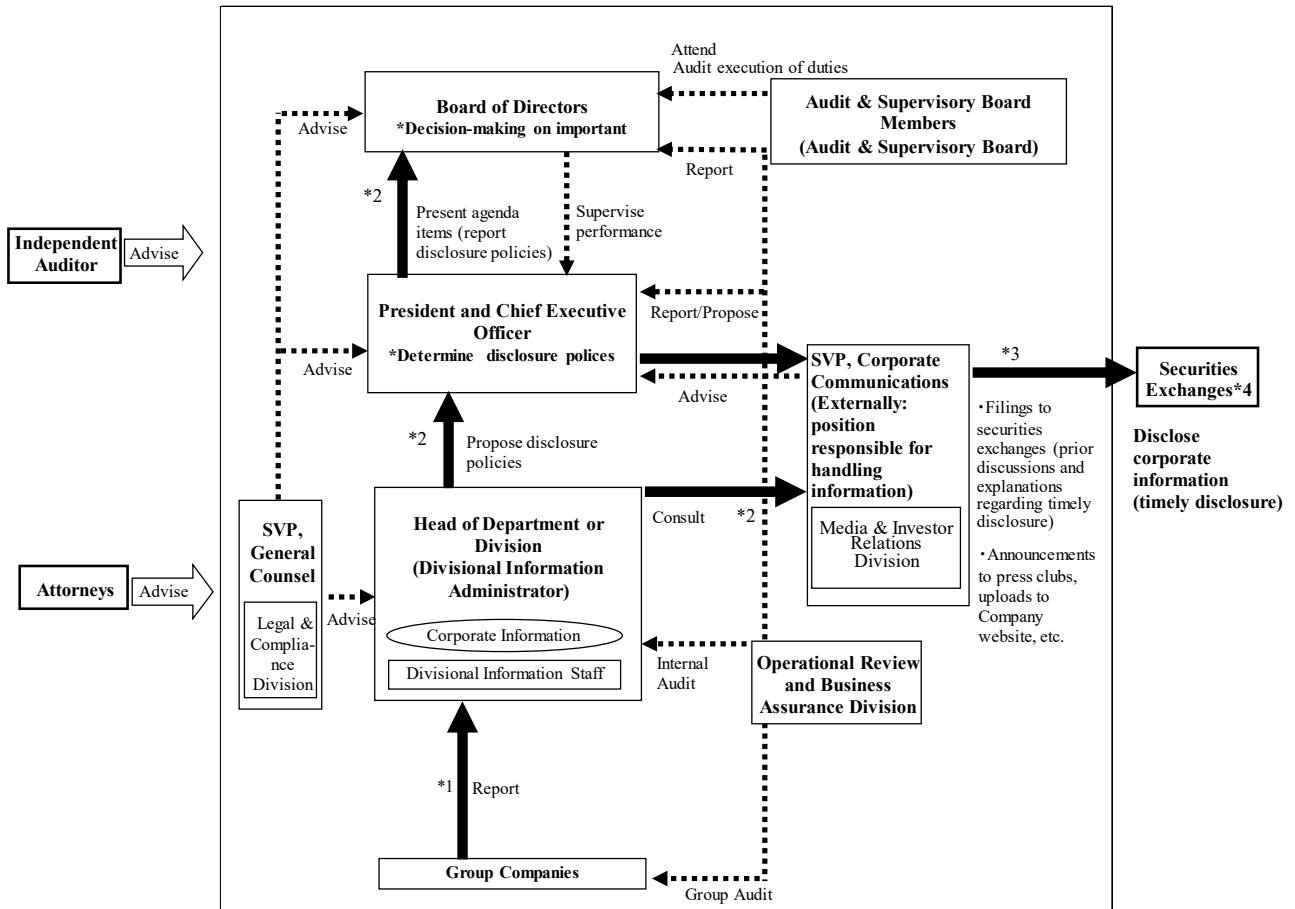 Attend
Audit execution of duties
Board of Directors
*Decision-making on important
Audit & Supervisory Board
Members
(Audit & Supervisory Board)
Advise
Report
*2
Present agenda
items (report
disclosure policies)
Supervise
performance
Independent
Auditor
Advise
President and Chief Executive
Officer
*Determine disclosure polices
Report/Propose
Advise
Advise
SVP, Corporate
Communications
(Externally:
position
responsible for
handling
information)
Media & Investor
Relations
Division
*3
Securities
Exchanges*4
・Filings to
securities
exchanges (prior
discussions and
explanations
regarding timely
disclosure)
・Announcements
to press clubs,
uploads to
Company
website, etc.
Disclose
corporate
information
(timely disclosure)
*2
Propose disclosure
policies
Head of Department or
Division
(Divisional Information
Administrator)
Corporate Information
Divisional Information Staff
Consult
*2
SVP,
General
Counsel
Legal &
Complia-
nce
Division
Advise
Attorneys
Advise
Internal
Audit
Operational Review
and Business
Assurance Division
*1
Report
Group Companies
Group Audit